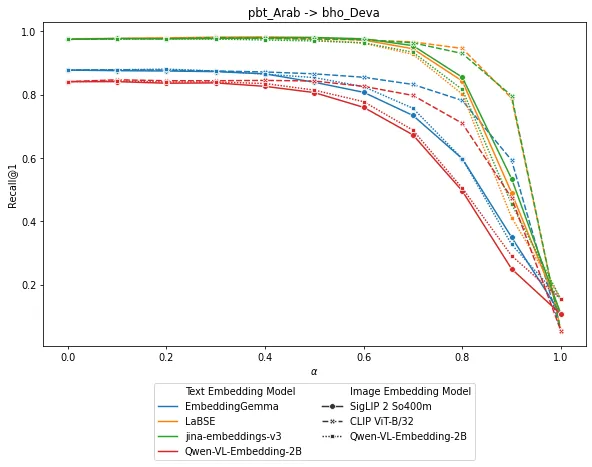 pbt_Arab -> bho_Deva
Recall@1
1.0
0.8
0.6
0.4
0.2
0.0 0.2 0.4 0.6 0.8 1.0
α
Text Embedding Model
EmbeddingGemma
LaBSE
jina-embeddings-v3
Qwen-VL-Embedding-2B
Image Embedding Model
SigLIP 2 So400m
CLIP ViT-B/32
Qwen-VL-Embedding-2B